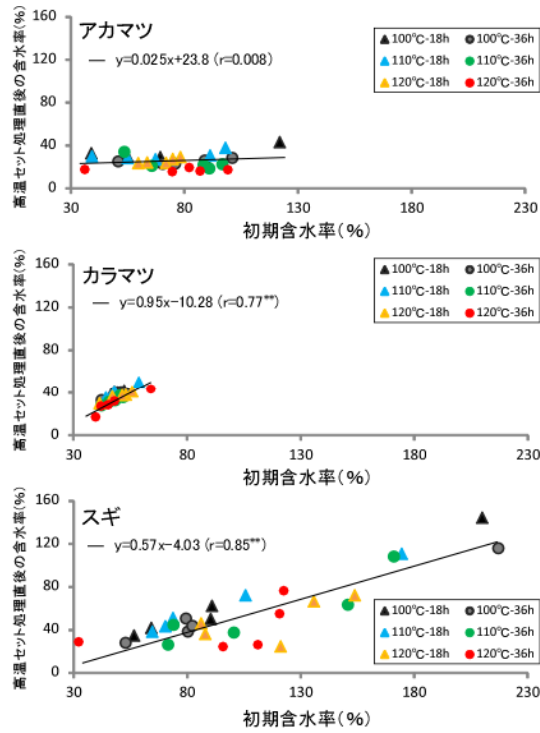 アカマツ
y=0.025x+23.8 (r=0.008)
▲100℃-18h ●100℃-36h
▲110℃-18h ●110℃-36h
▲120℃-18h ●120℃-36h
高温セット処理直後の含水率(%)
160
120
80
40
0
30 80 130 180 230
初期含水率(%)
カラマツ
y=0.95x-10.28 (r=0.77**)
▲100℃-18h ●100℃-36h
▲110℃-18h ●110℃-36h
▲120℃-18h ●120℃-36h
高温セット処理直後の含水率(%)
160
120
80
40
0
30 80 130 180 230
初期含水率(%)
スギ
y=0.57x-4.03 (r=0.85**)
▲100℃-18h ●100℃-36h
▲110℃-18h ●110℃-36h
▲120℃-18h ●120℃-36h
高温セット処理直後の含水率(%)
160
120
80
40
0
30 80 130 180 230
初期含水率(%)